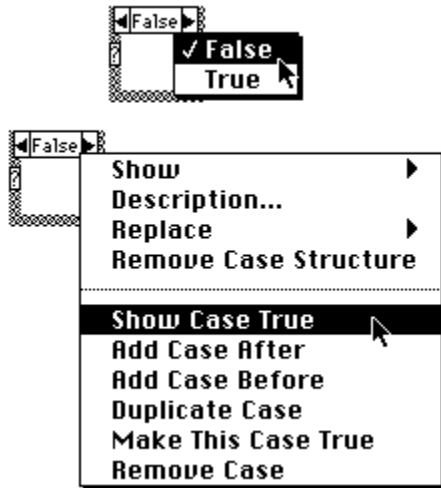 False
✓ False
True
?
False
?
Show
Description...
Replace
Remove Case Structure
Show Case True
Add Case After
Add Case Before
Duplicate Case
Make This Case True
Remove Case